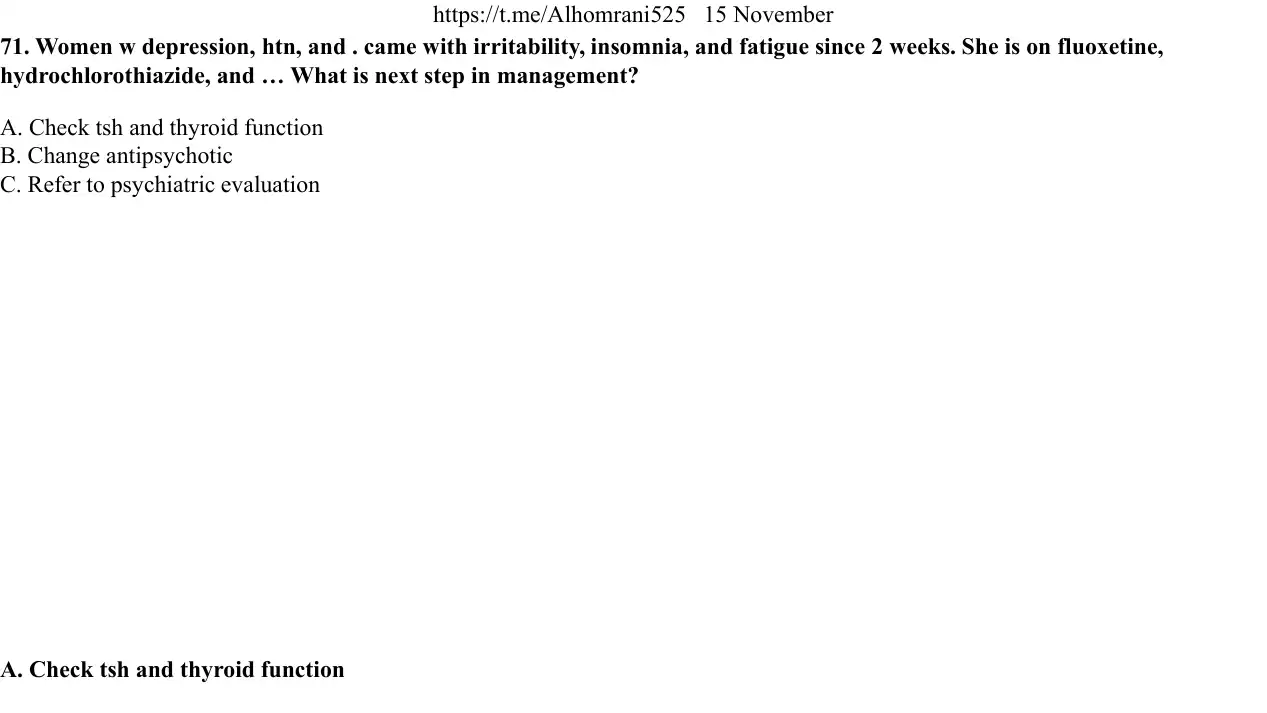 https://t.me/Alhomrani525 15 November
71. Women w depression, htn, and . came with irritability, insomnia, and fatigue since 2 weeks. She is on fluoxetine,
hydrochlorothiazide, and … What is next step in management?
A. Check tsh and thyroid function
B. Change antipsychotic
C. Refer to psychiatric evaluation
A. Check tsh and thyroid function